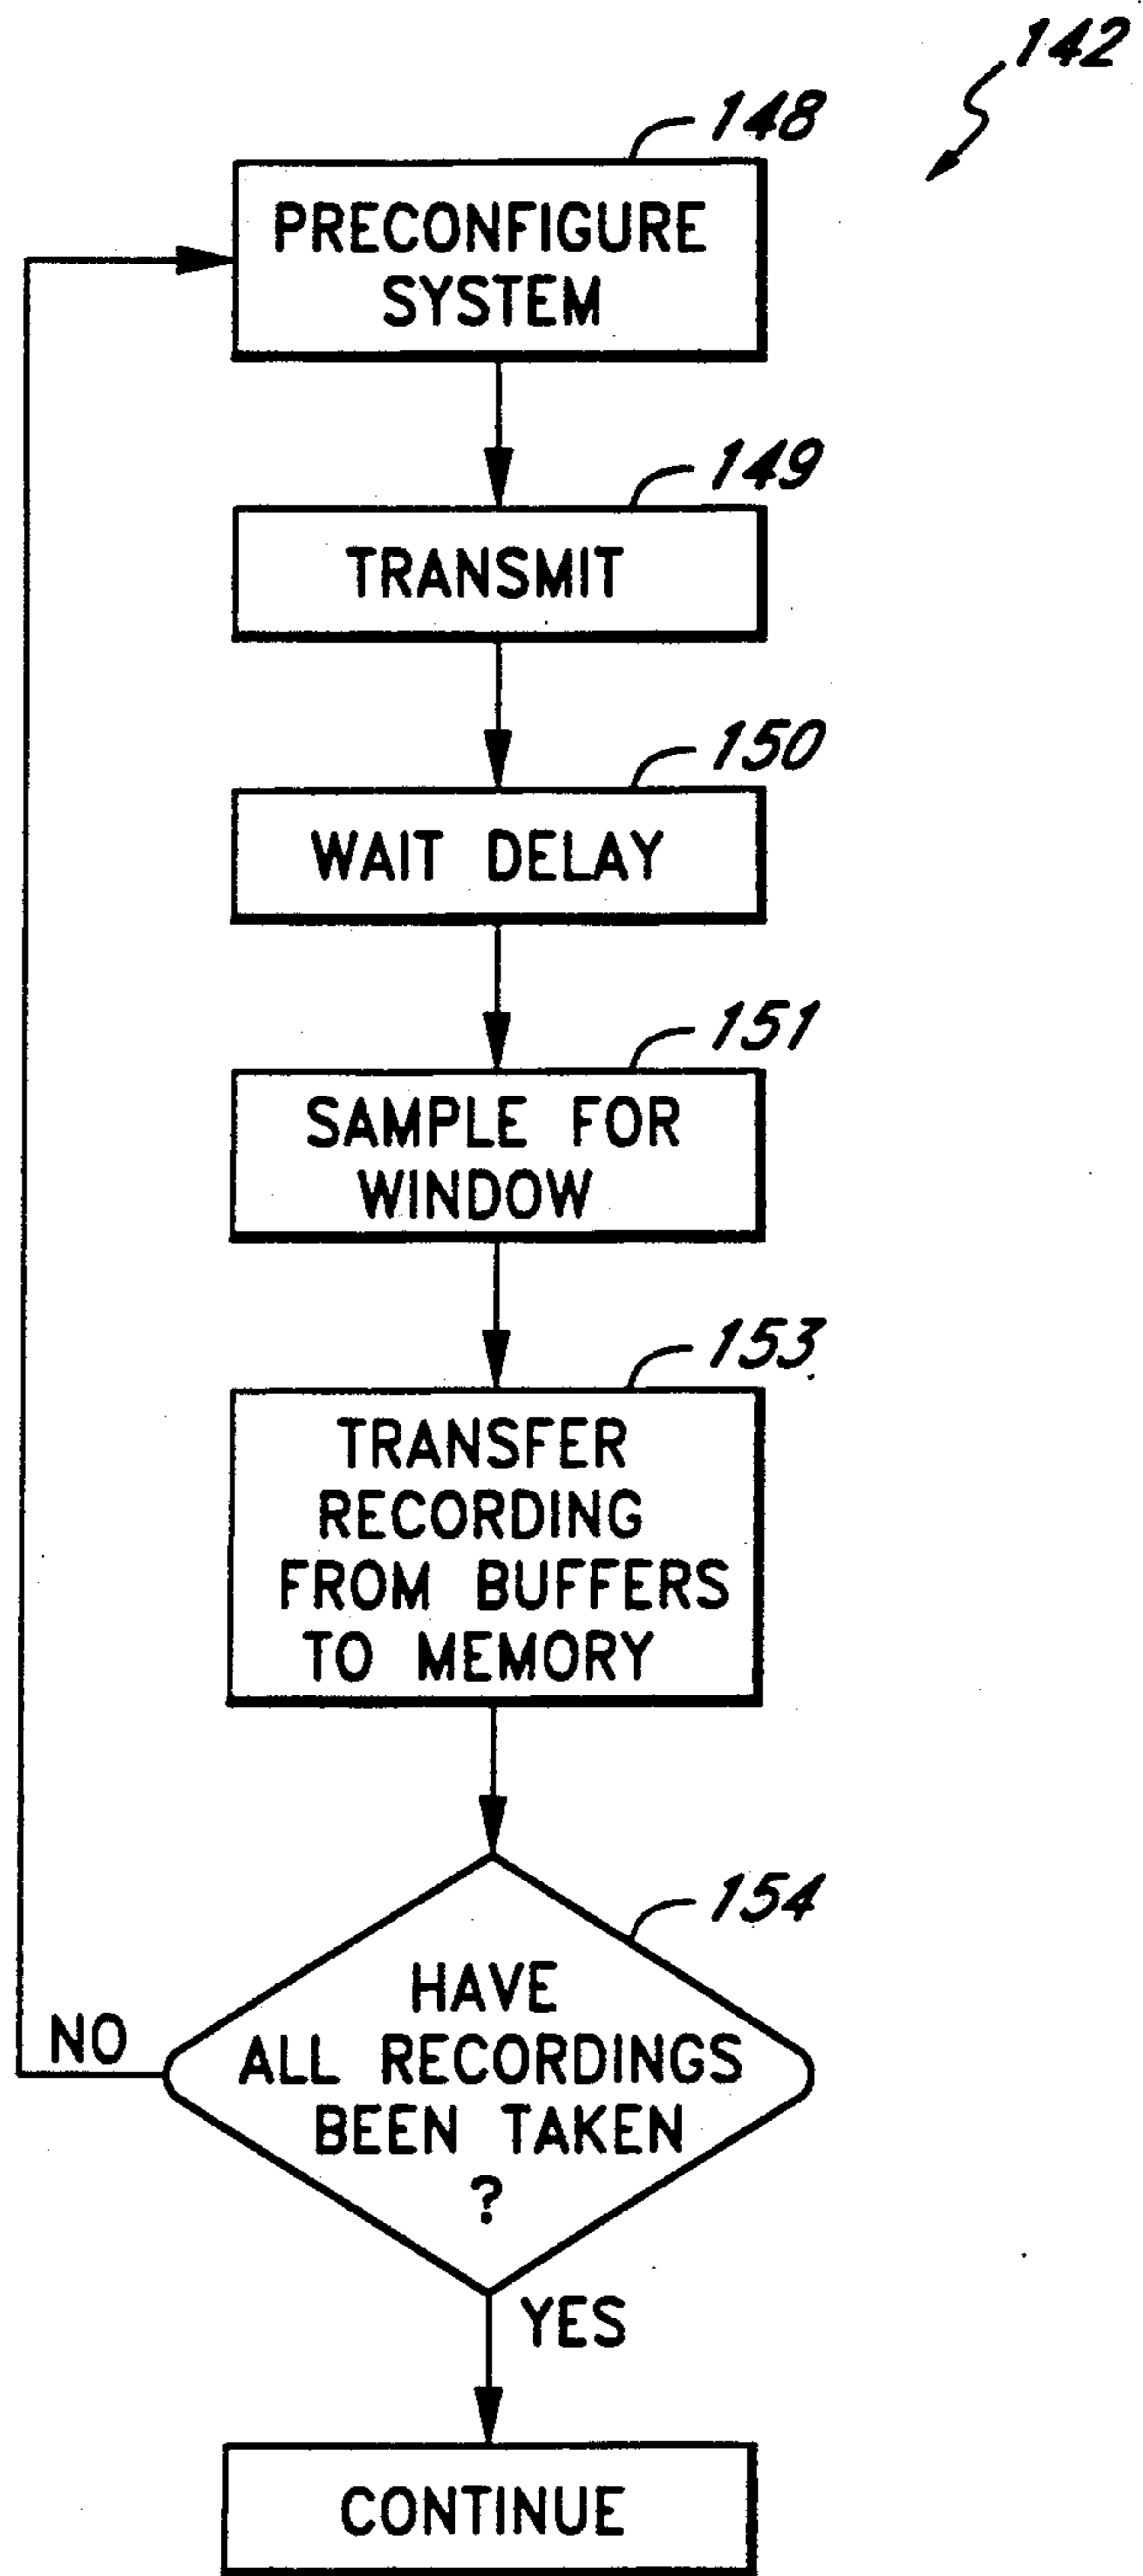 142
148
PRECONFIGURE
SYSTEM
149
TRANSMIT
150
WAIT DELAY
151
SAMPLE FOR
WINDOW
153
TRANSFER
RECORDING
FROM BUFFERS
TO MEMORY
154
HAVE
ALL RECORDINGS
BEEN TAKEN
?
NO
YES
CONTINUE